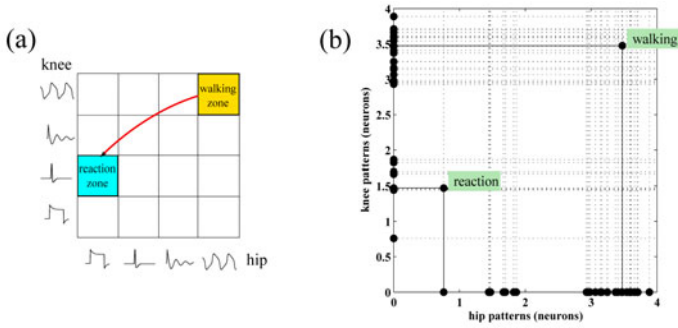 (a)
knee
walking
zone
reaction
zone
hip
(b)
4
3.5
3
2.5
2
1.5
1
0.5
0
knee patterns (neurons)
walking
reaction
0
1
2
3
4
hip patterns (neurons)